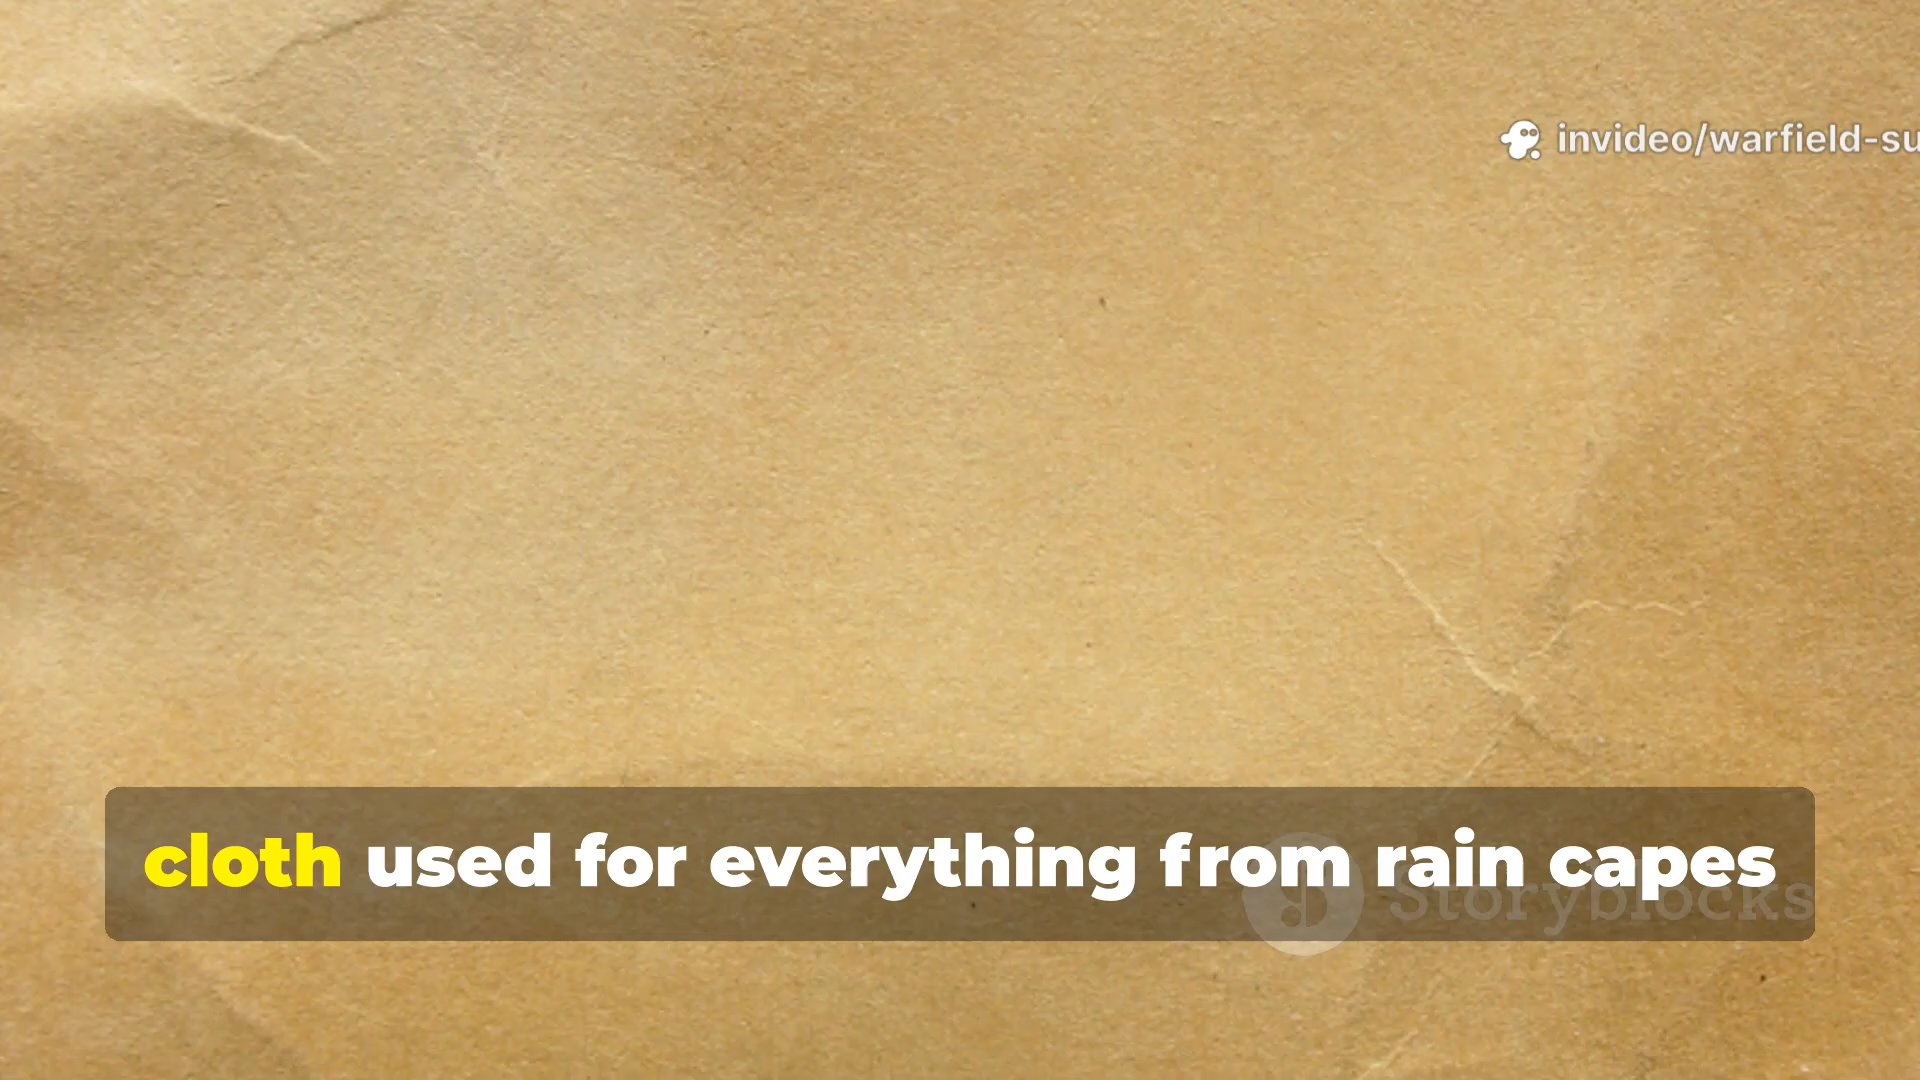 invideo/warfield-su
cloth used for everything from rain capes
Storyblocks